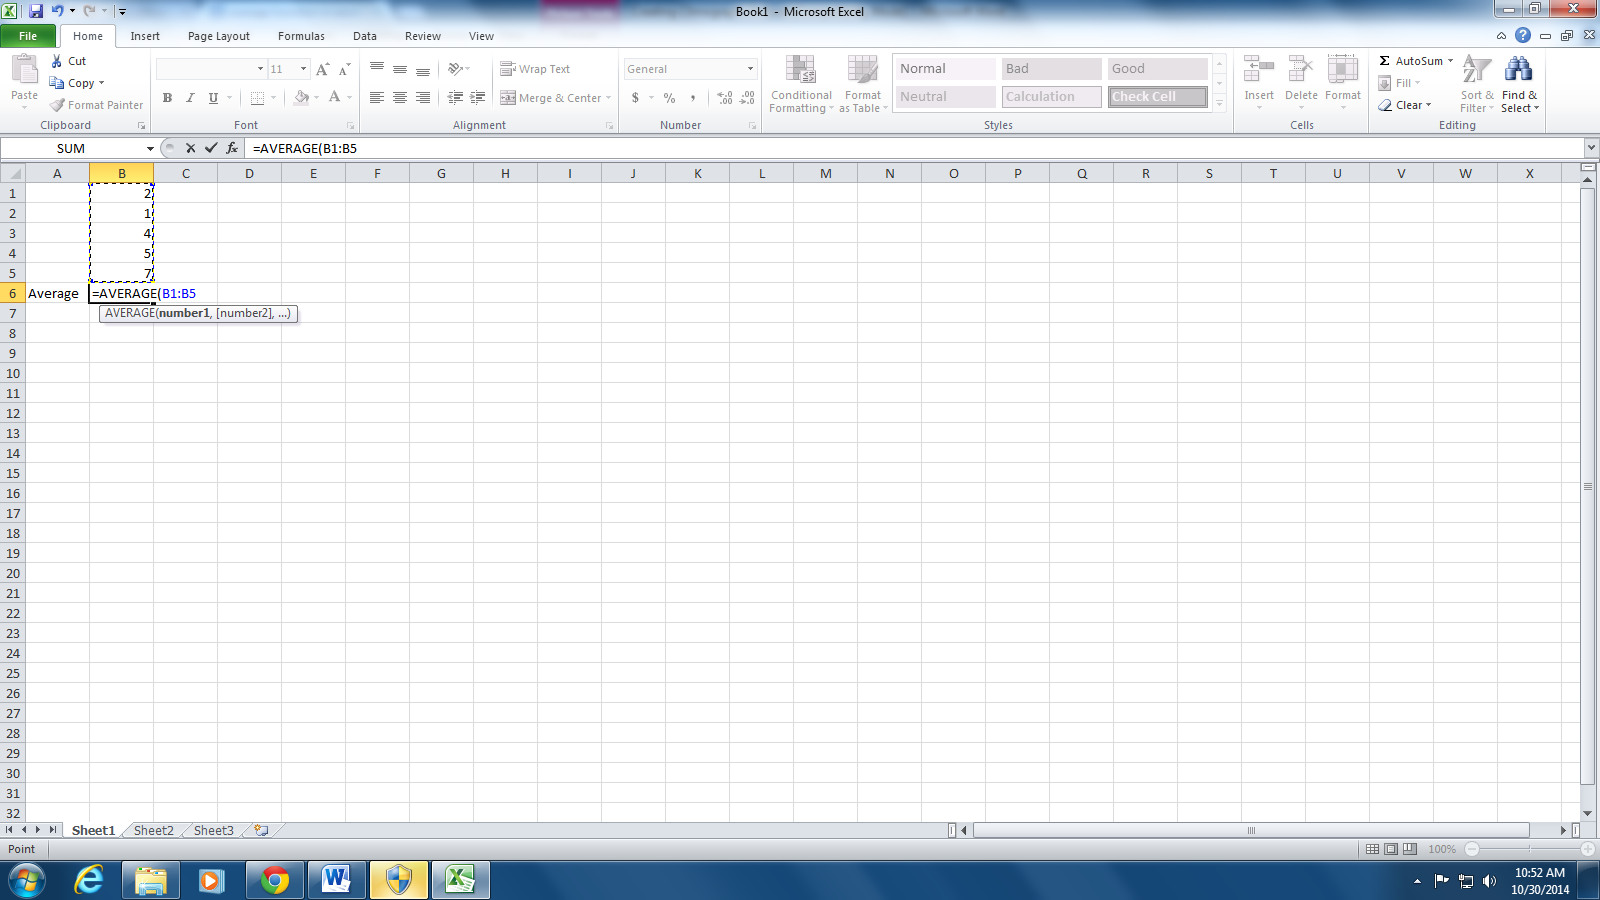 Book1 - Microsoft Excel
File Home Insert Page Layout Formulas Data Review View
Cut
Copy
Format Painter
Paste
Clipboard
11
B I U A
Font
Wrap Text
Merge & Center
Alignment
General
$ % ,
Number
Conditional Formatting
Format as Table
Normal Bad Good
Neutral Calculation Check Cell
Styles
Insert Delete Format
Cells
Σ AutoSum
Fill
Clear
Sort & Filter
Find & Select
Editing
SUM fx =AVERAGE(B1:B5
A B C D E F G H I J K L M N O P Q R S T U V W X
1 2
2 1
3 4
4 5
5 7
6 Average =AVERAGE(B1:B5
7 AVERAGE(number1, [number2], ...)
8
9
10
11
12
13
14
15
16
17
18
19
20
21
22
23
24
25
26
27
28
29
30
31
32
Sheet1 Sheet2 Sheet3
Point 100%
10:52 AM
10/30/2014